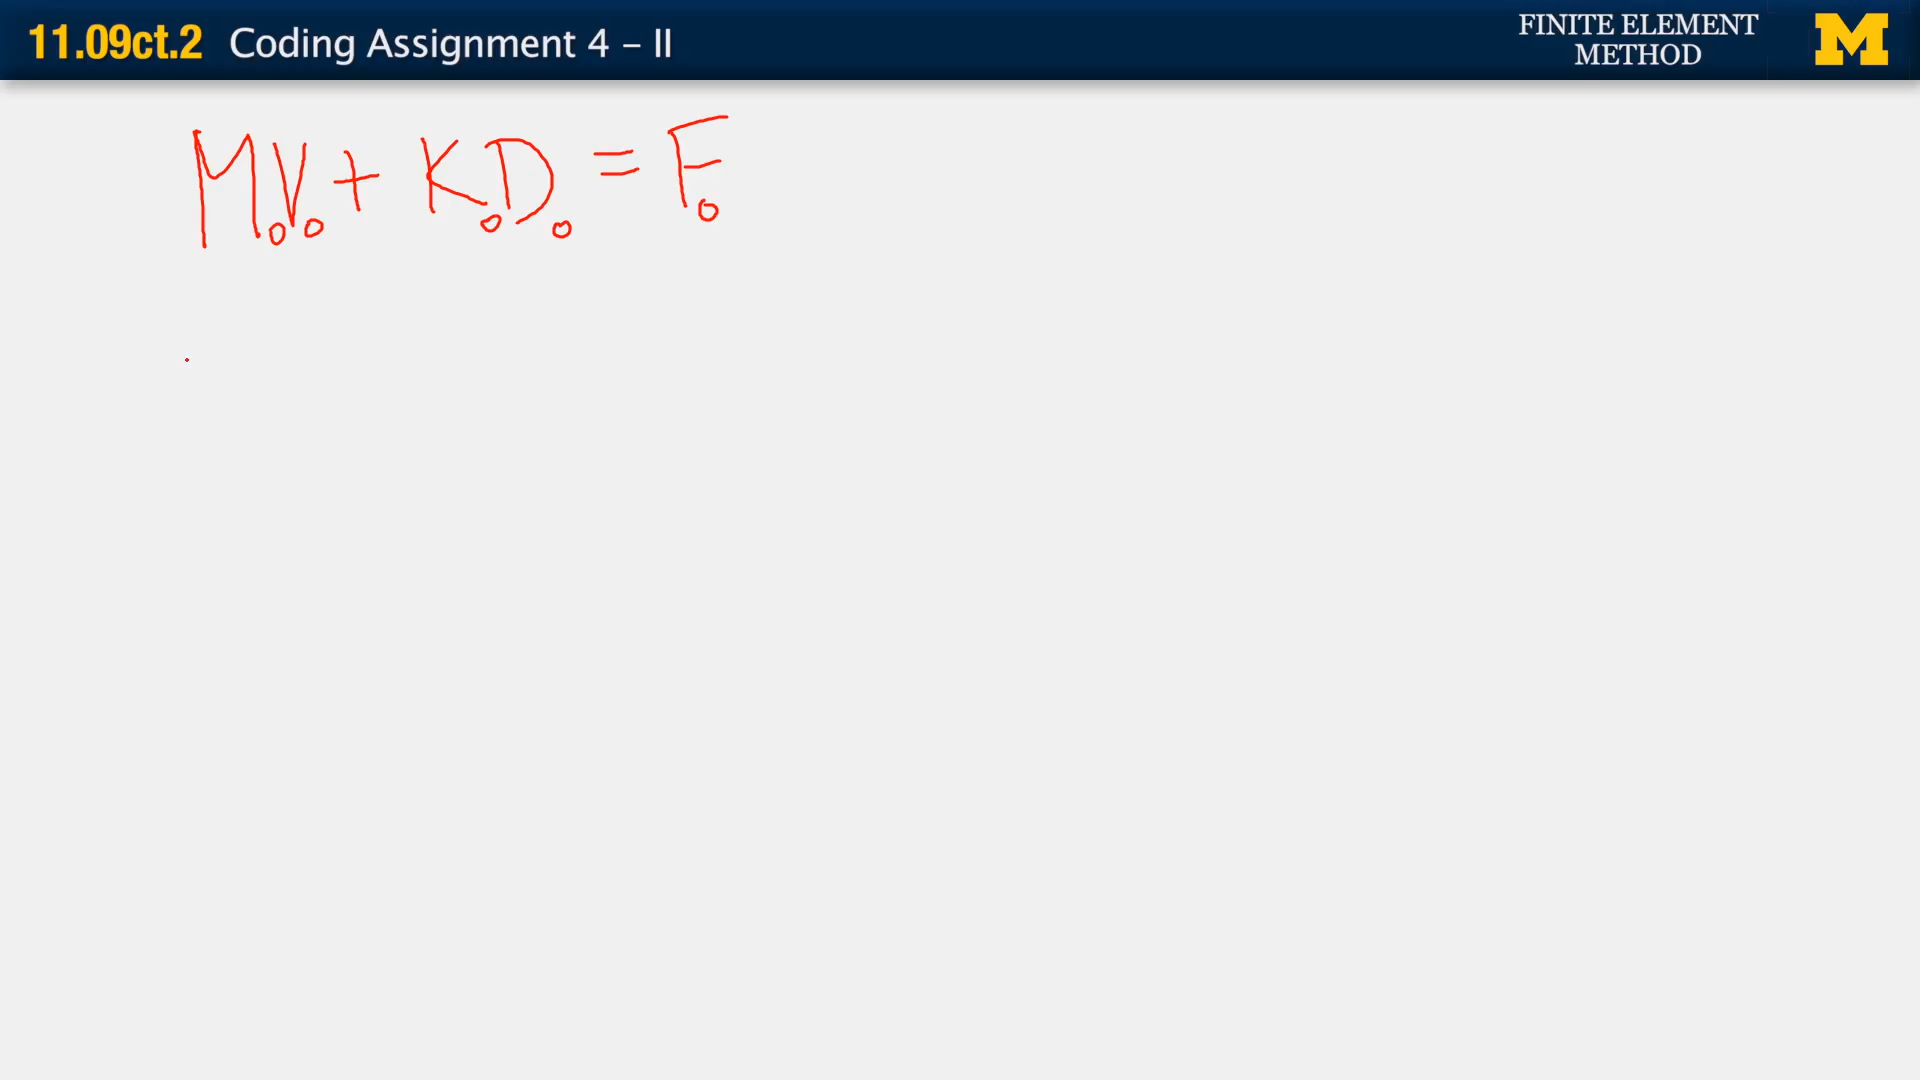 11.09ct.2 Coding Assignment 4 – II
FINITE ELEMENT
METHOD
M
M₀V₀ + K₀D₀ = F₀